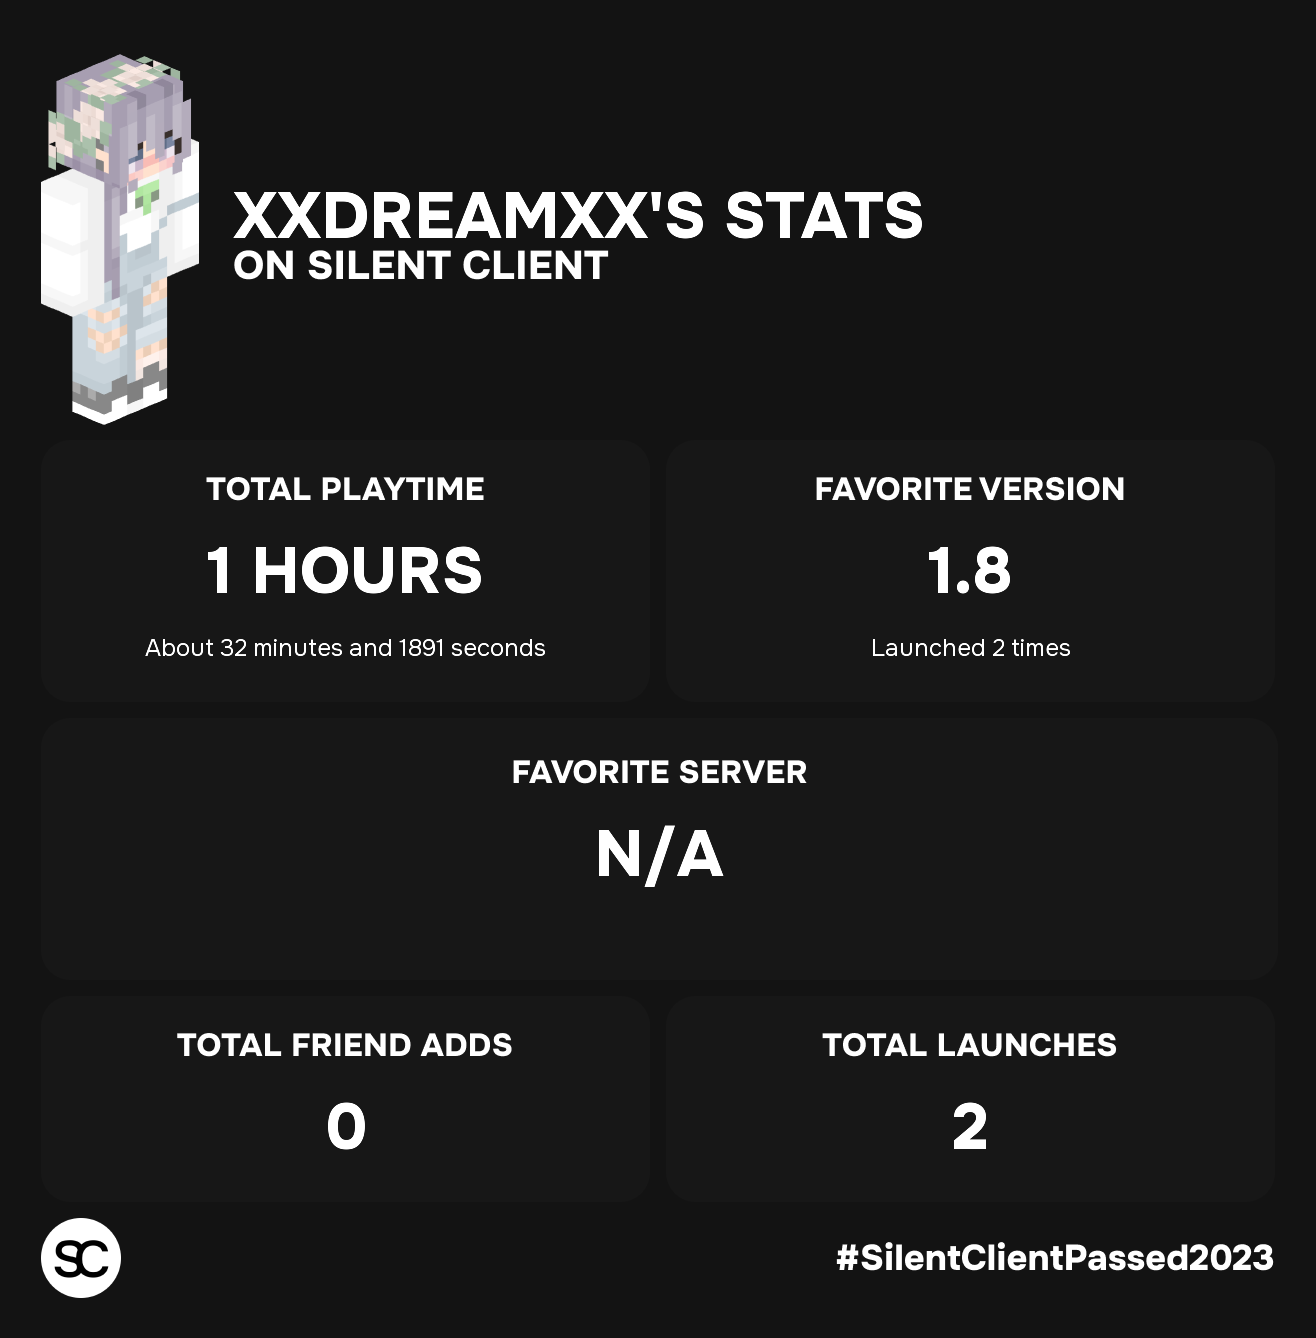 XXDREAMXX'S STATS
ON SILENT CLIENT
TOTAL PLAYTIME
1 HOURS
About 32 minutes and 1891 seconds
FAVORITE VERSION
1.8
Launched 2 times
FAVORITE SERVER
N/A
TOTAL FRIEND ADDS
0
TOTAL LAUNCHES
2
SC
#SilentClientPassed2023